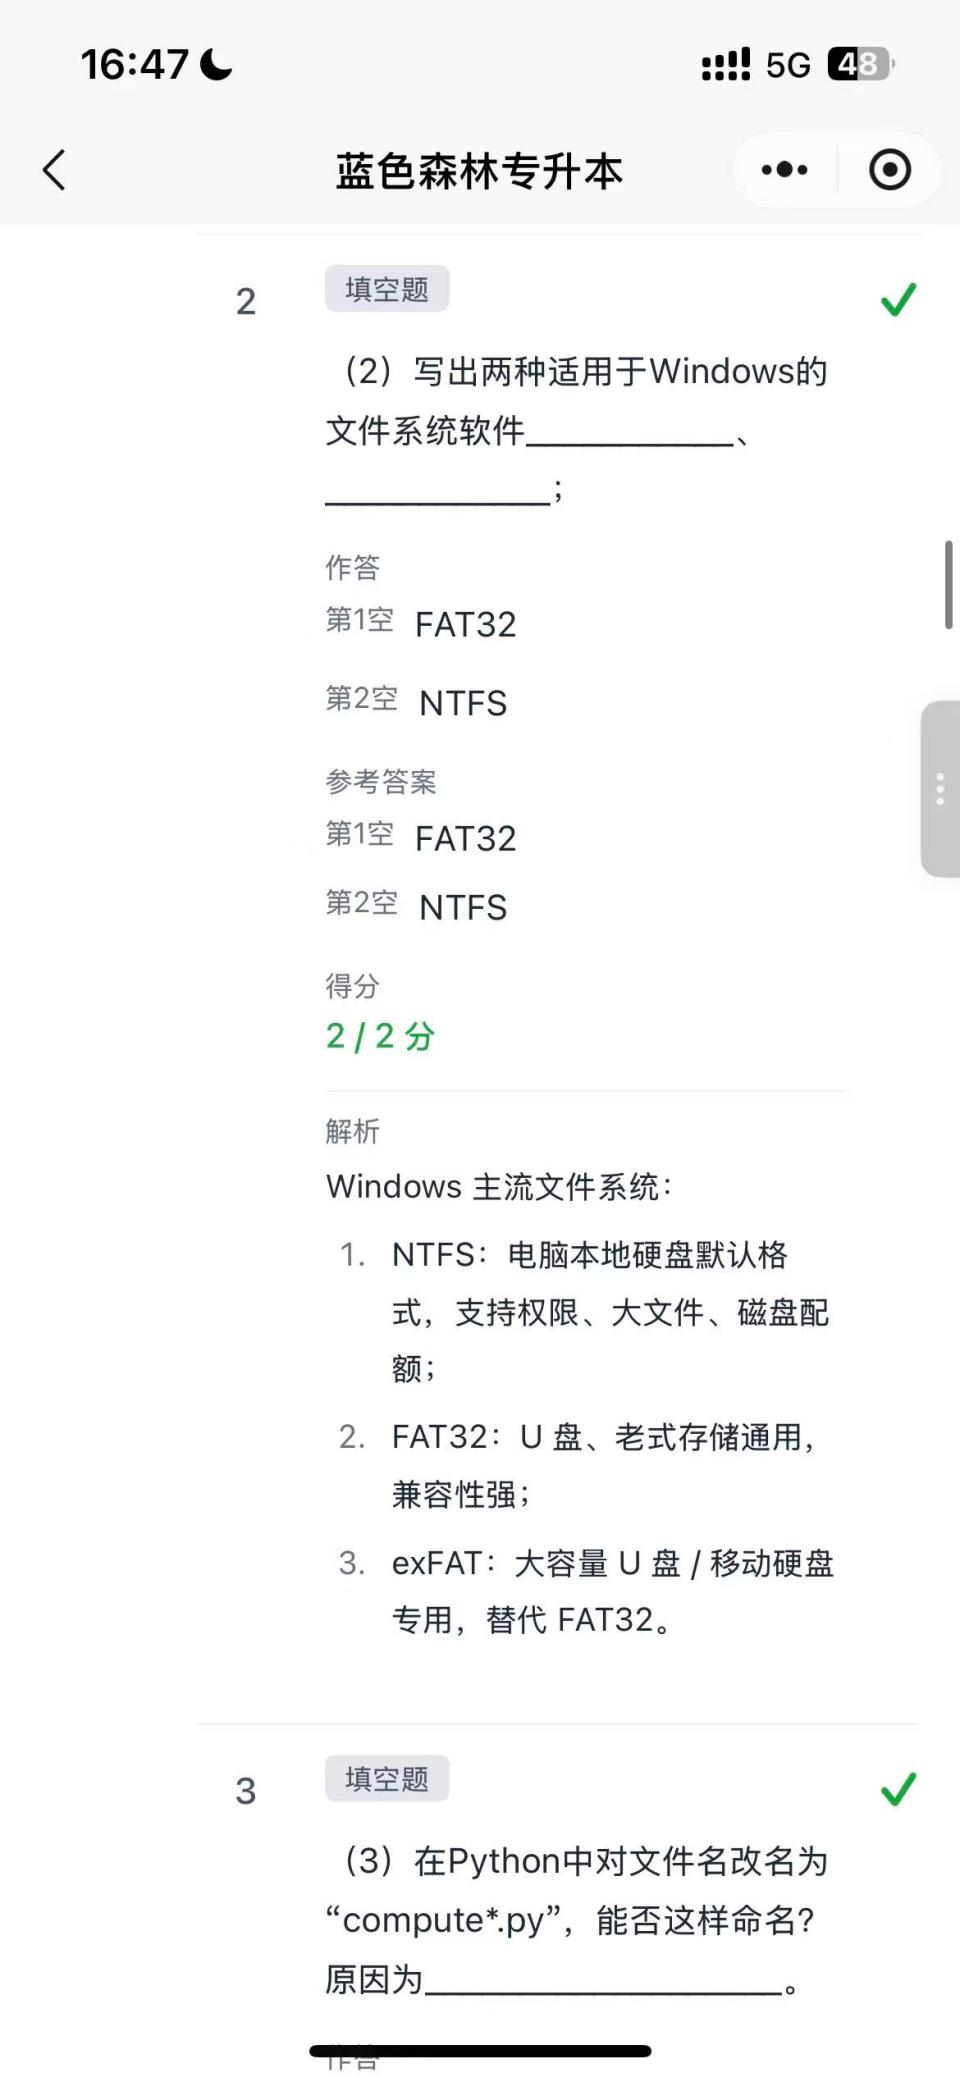 16:47
5G 48
蓝色森林专升本
2 填空题
（2）写出两种适用于Windows的
文件系统软件____________、
_____________；
作答
第1空 FAT32
第2空 NTFS
参考答案
第1空 FAT32
第2空 NTFS
得分
2 / 2 分
解析
Windows 主流文件系统：
1. NTFS：电脑本地硬盘默认格
式，支持权限、大文件、磁盘配
额；
2. FAT32：U 盘、老式存储通用，
兼容性强；
3. exFAT：大容量 U 盘 / 移动硬盘
专用，替代 FAT32。
3 填空题
（3）在Python中对文件名改名为
“compute*.py”，能否这样命名？
原因为_____________________。
作答